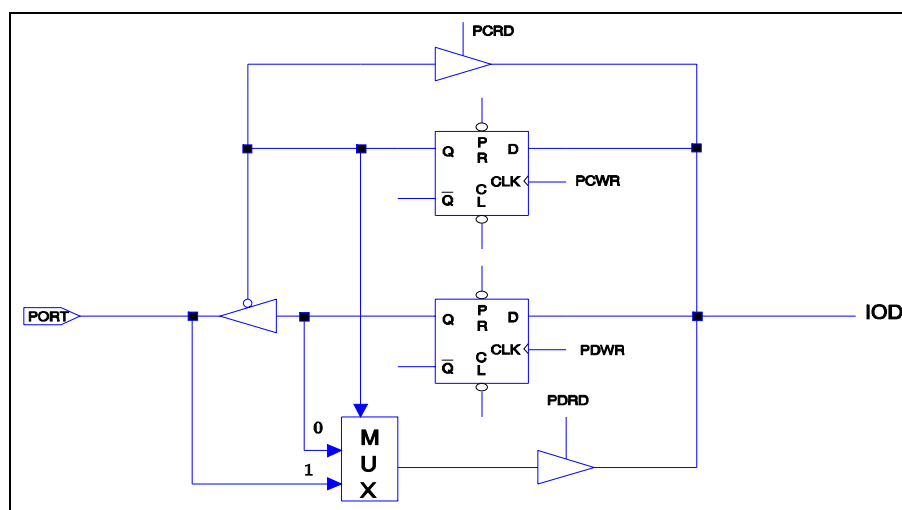 PCRD
Q P R D
CLK PCWR
Q C L
PORT
Q P R D
IOD
CLK PDWR
Q C L
PDRD
0
1
M U X